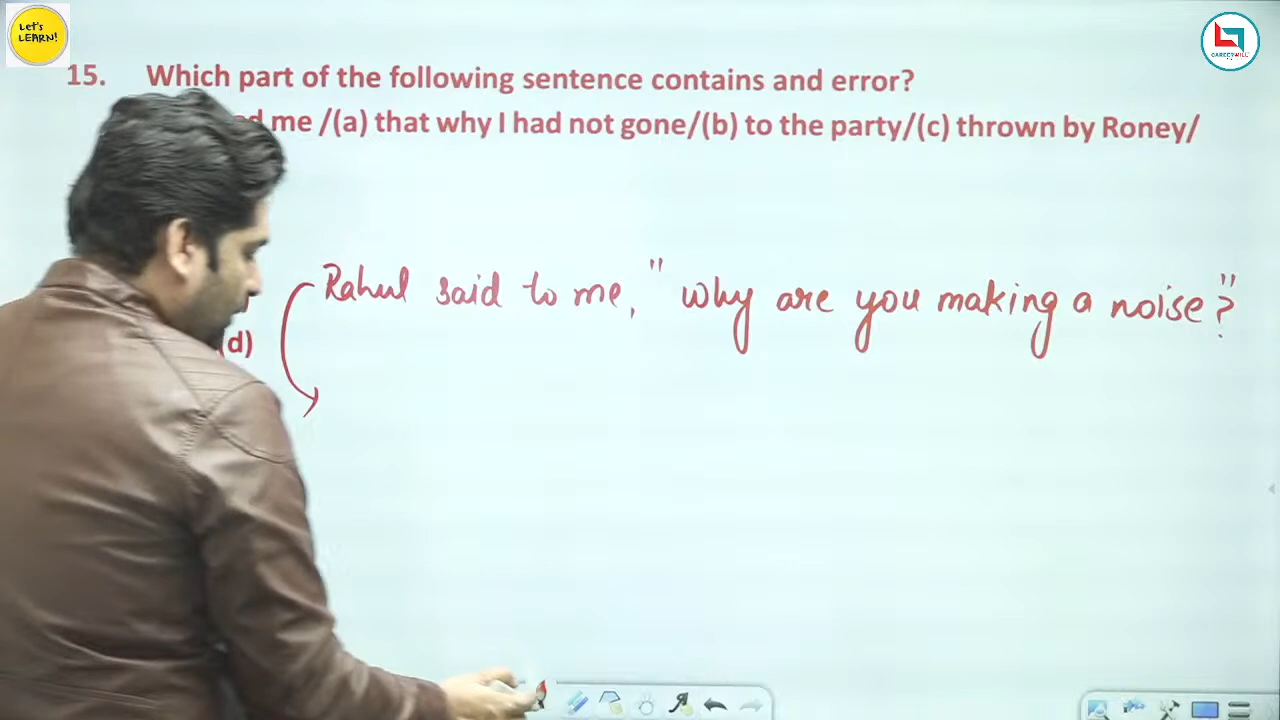 Let's
LEARN!
CAREERWILL
15. Which part of the following sentence contains and error?
me /(a) that why I had not gone/(b) to the party/(c) thrown by Roney/
Rahul said to me, " why are you making a noise ? "
(d)